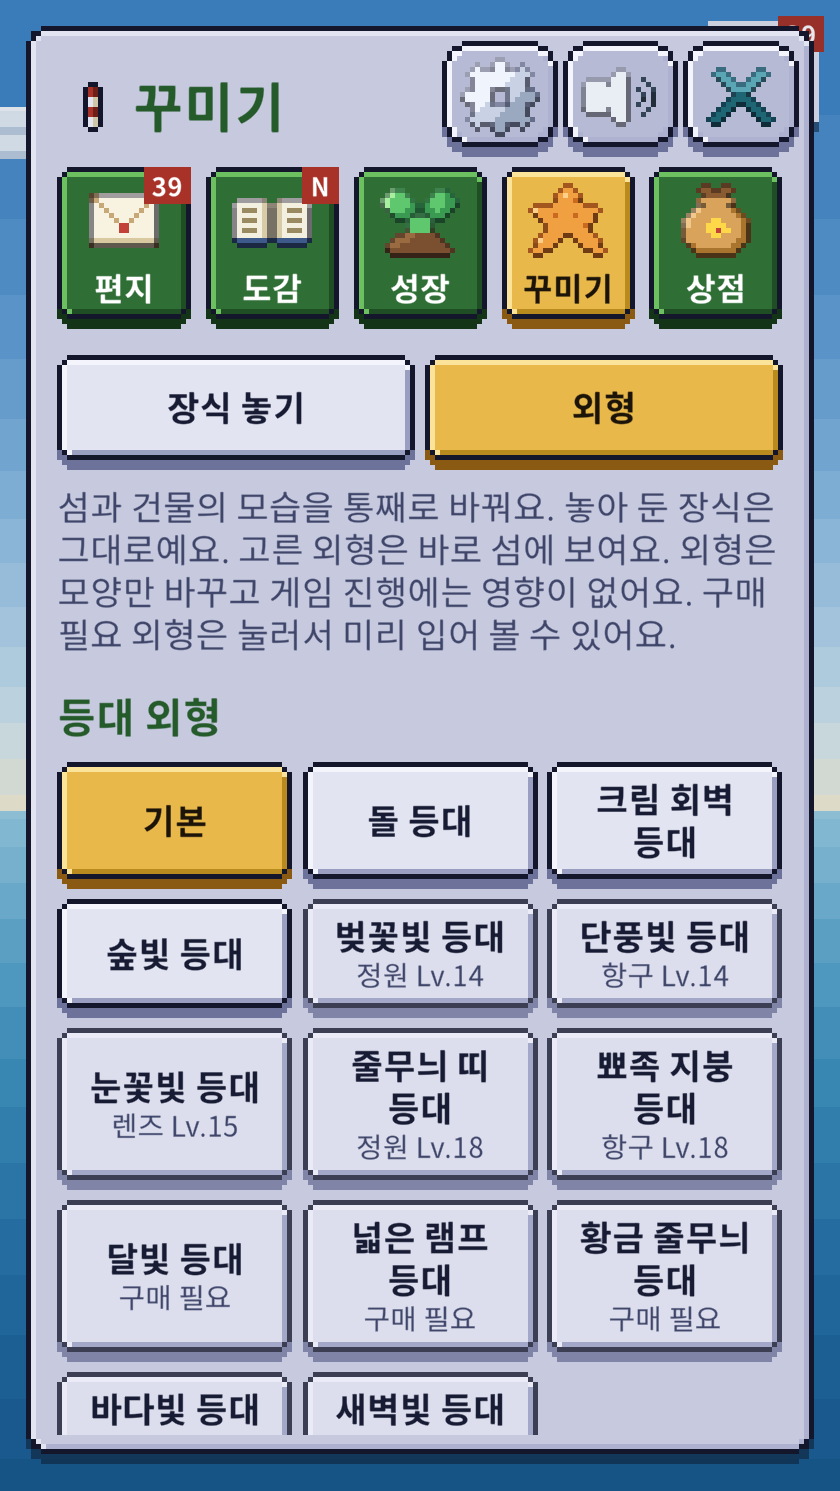 꾸미기
39
N
편지
도감
성장
꾸미기
상점
장식 놓기
외형
섬과 건물의 모습을 통째로 바꿔요. 놓아 둔 장식은
그대로예요. 고른 외형은 바로 섬에 보여요. 외형은
모양만 바꾸고 게임 진행에는 영향이 없어요. 구매
필요 외형은 눌러서 미리 입어 볼 수 있어요.
등대 외형
기본
돌 등대
크림 회벽
등대
숲빛 등대
벚꽃빛 등대
정원 Lv.14
단풍빛 등대
항구 Lv.14
눈꽃빛 등대
렌즈 Lv.15
줄무늬 띠
등대
정원 Lv.18
뾰족 지붕
등대
항구 Lv.18
달빛 등대
구매 필요
넓은 램프
등대
구매 필요
황금 줄무늬
등대
구매 필요
바다빛 등대
새벽빛 등대